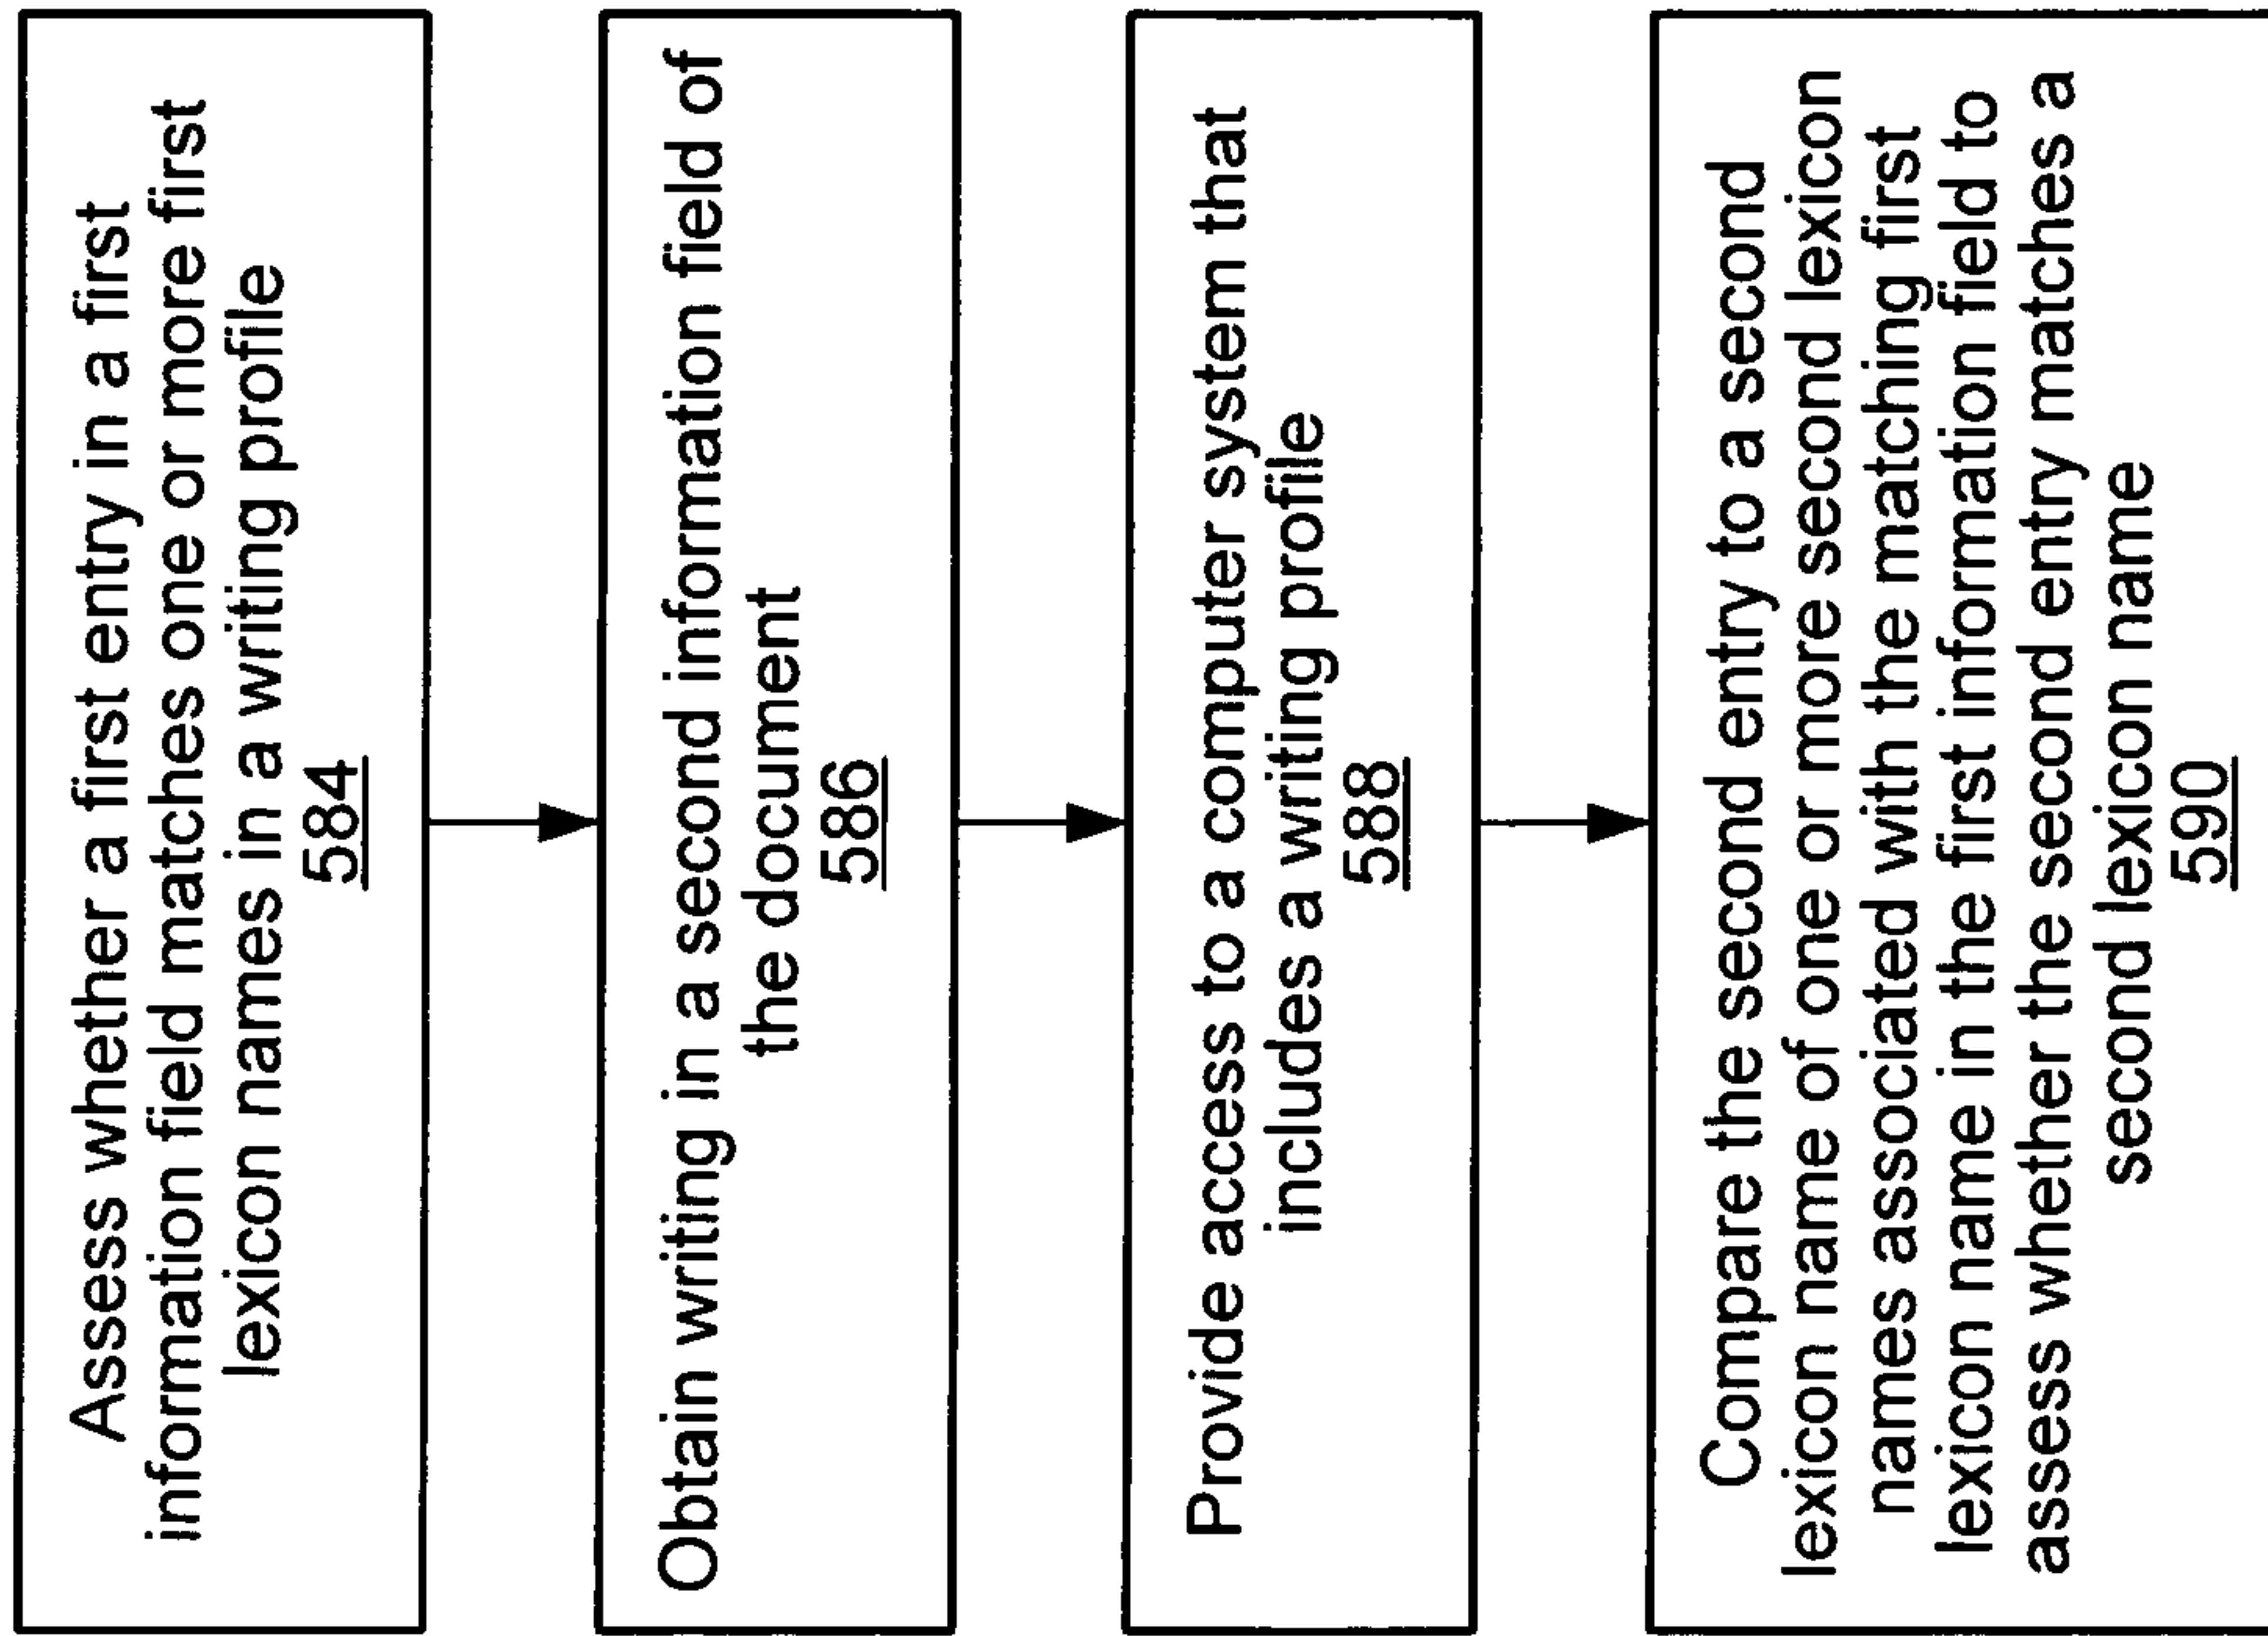 Assess whether a first entry in a first
information field matches one or more first
lexicon names in a writing profile
584
Obtain writing in a second information field of
the document
586
Provide access to a computer system that
includes a writing profile
588
Compare the second entry to a second
lexicon name of one or more second lexicon
names associated with the matching first
lexicon name in the first information field to
assess whether the second entry matches a
second lexicon name
590